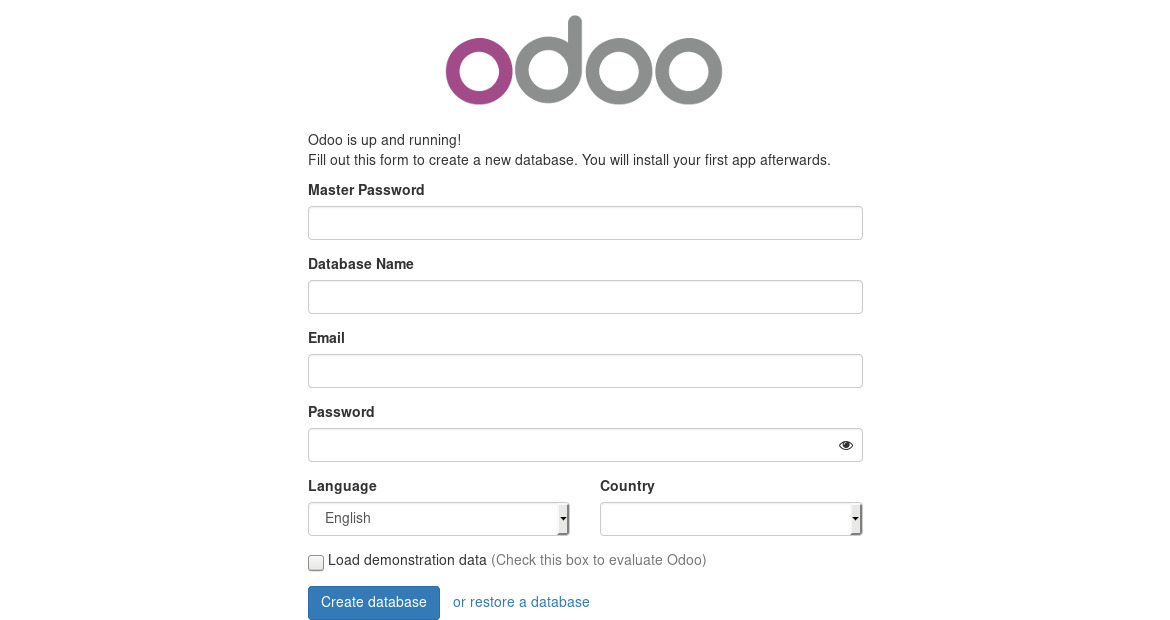 odoo
Odoo is up and running!
Fill out this form to create a new database. You will install your first app afterwards.
Master Password
Database Name
Email
Password
Language Country
English
Load demonstration data (Check this box to evaluate Odoo)
Create database or restore a database